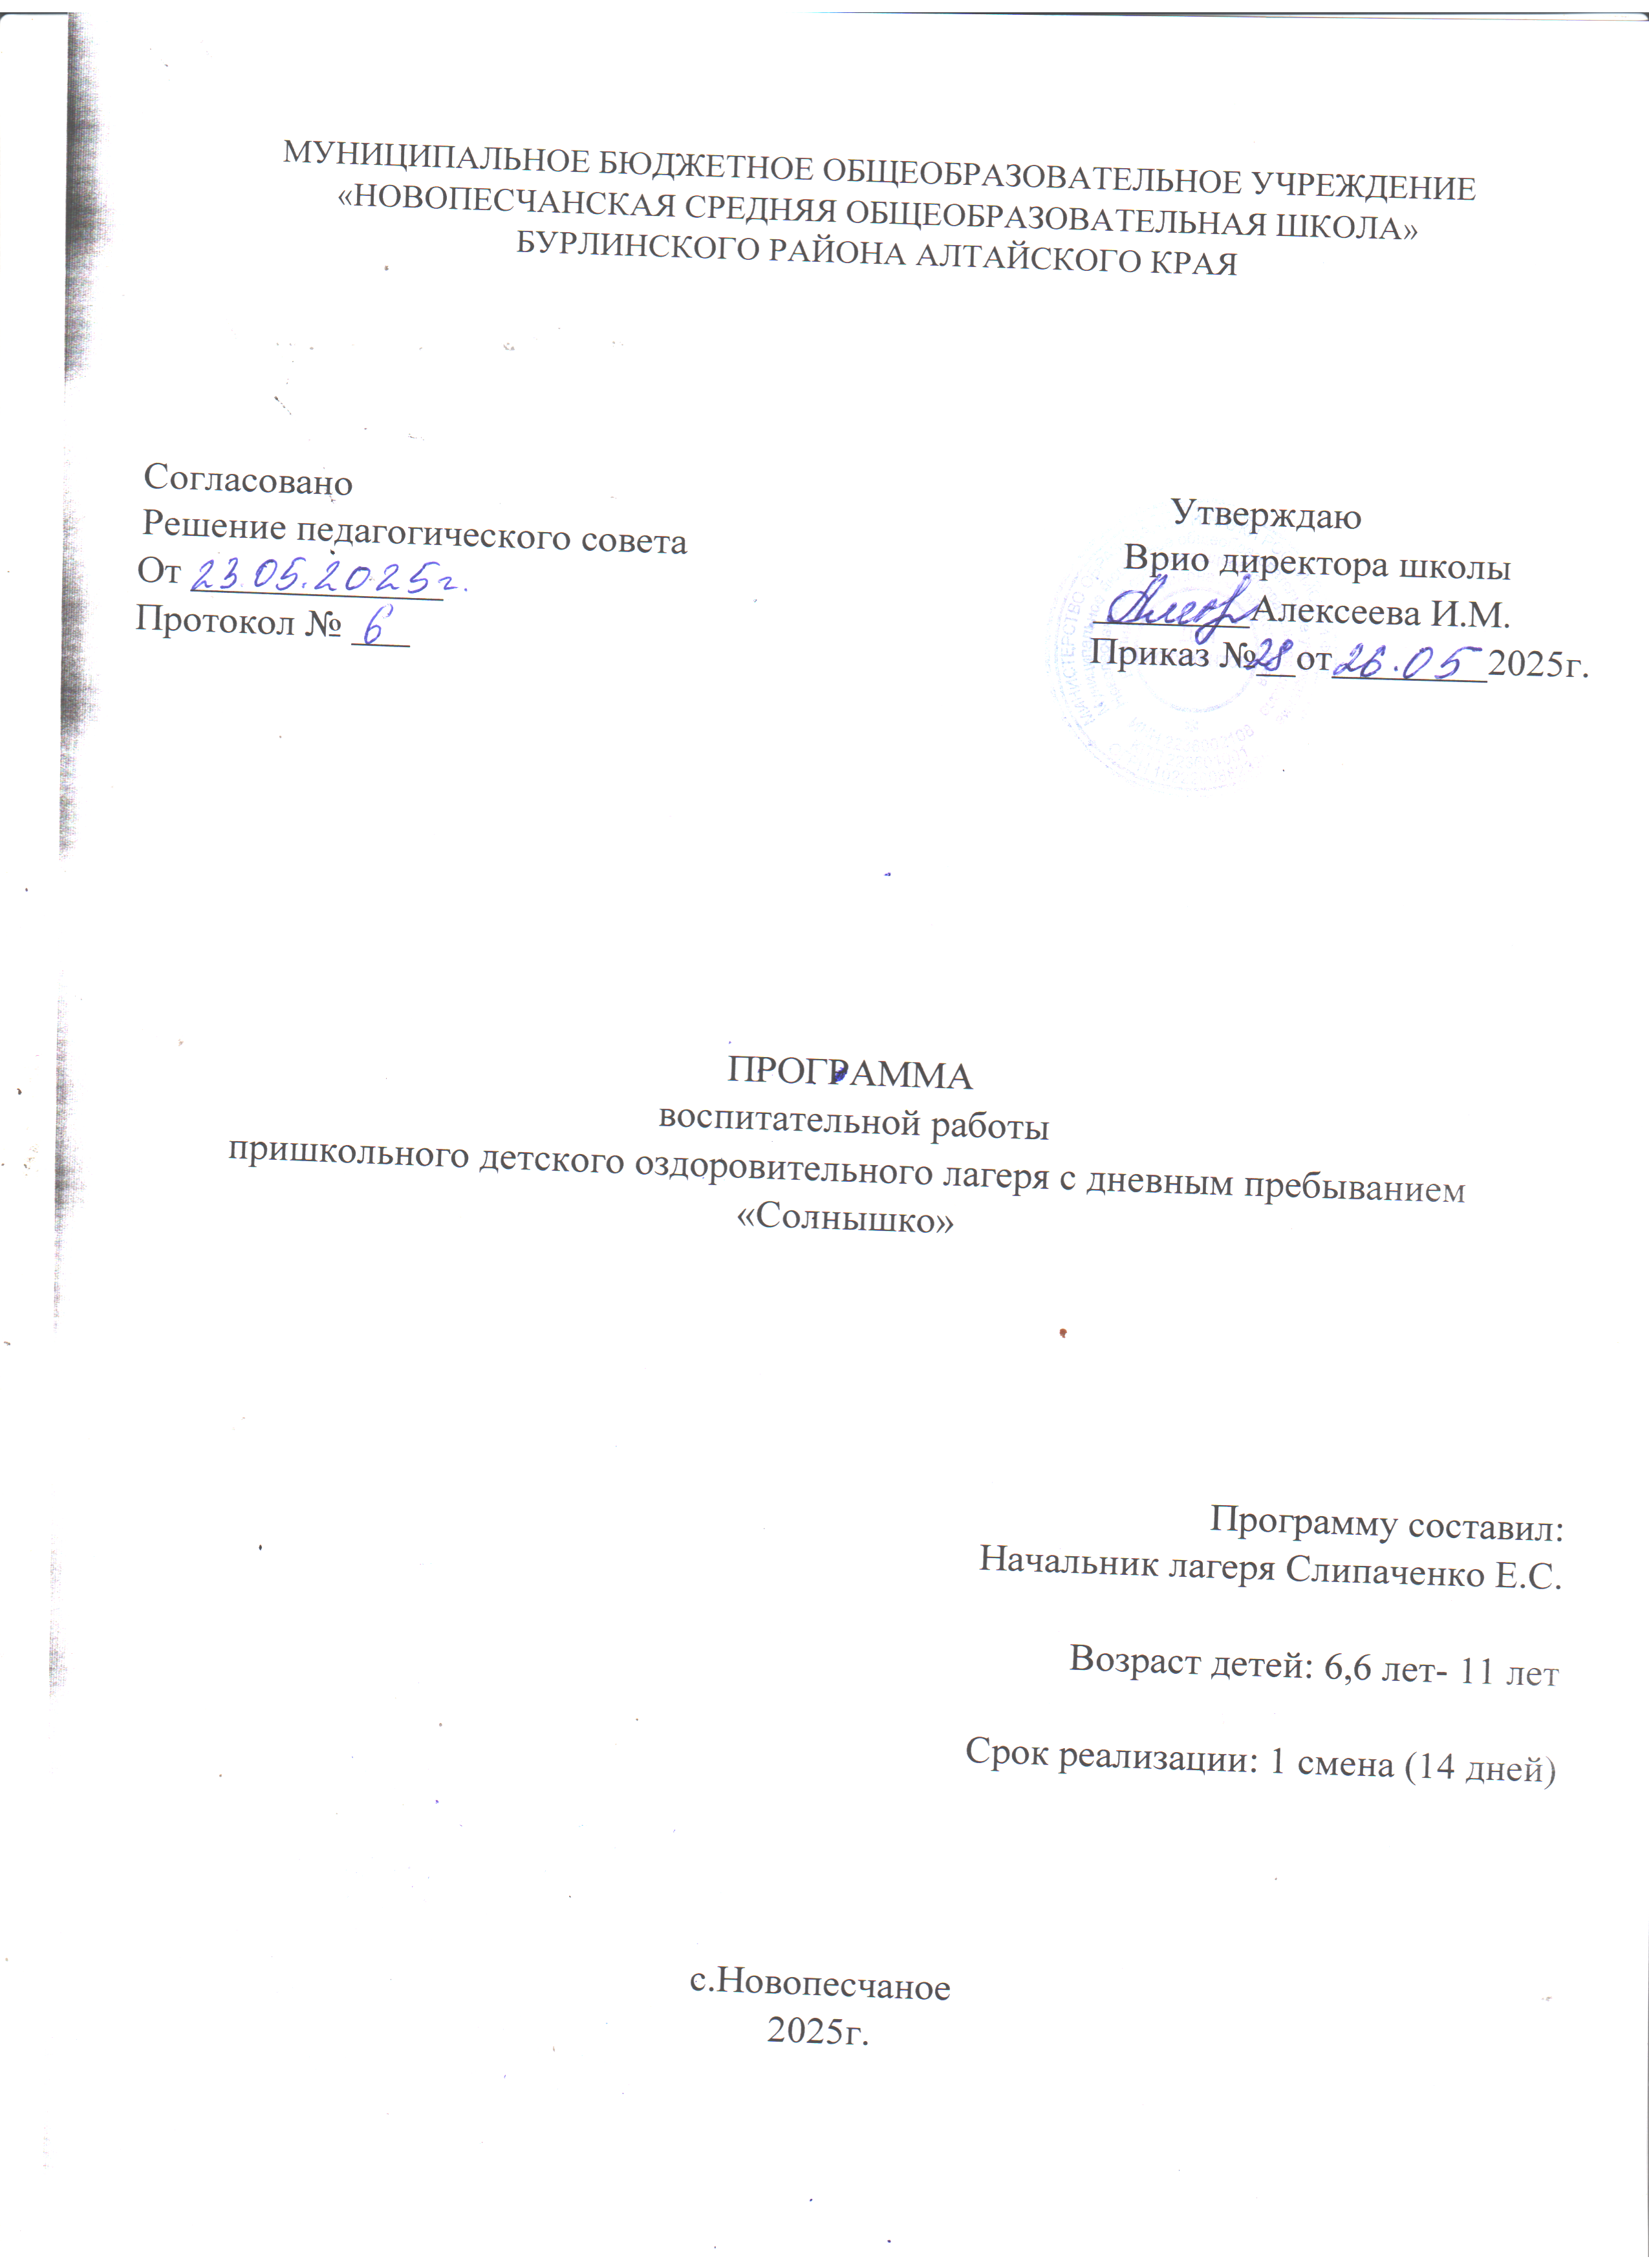 МУНИЦИПАЛЬНОЕ БЮДЖЕТНОЕ ОБЩЕОБРАЗОВАТЕЛЬНОЕ УЧРЕЖДЕНИЕ
«НОВОПЕСЧАНСКАЯ СРЕДНЯЯ ОБЩЕОБРАЗОВАТЕЛЬНАЯ ШКОЛА»
БУРЛИНСКОГО РАЙОНА АЛТАЙСКОГО КРАЯ
Согласовано
Решение педагогического совета
От 23.05.2025г.
Протокол № 6
Утверждаю
Врио директора школы
Алексеева И.М.
Приказ №28 от 26.05 2025г.
ПРОГРАММА
воспитательной работы
пришкольного детского оздоровительного лагеря с дневным пребыванием
«Солнышко»
Программу составил:
Начальник лагеря Слипаченко Е.С.
Возраст детей: 6,6 лет- 11 лет
Срок реализации: 1 смена (14 дней)
с.Новопесчаное
2025г.